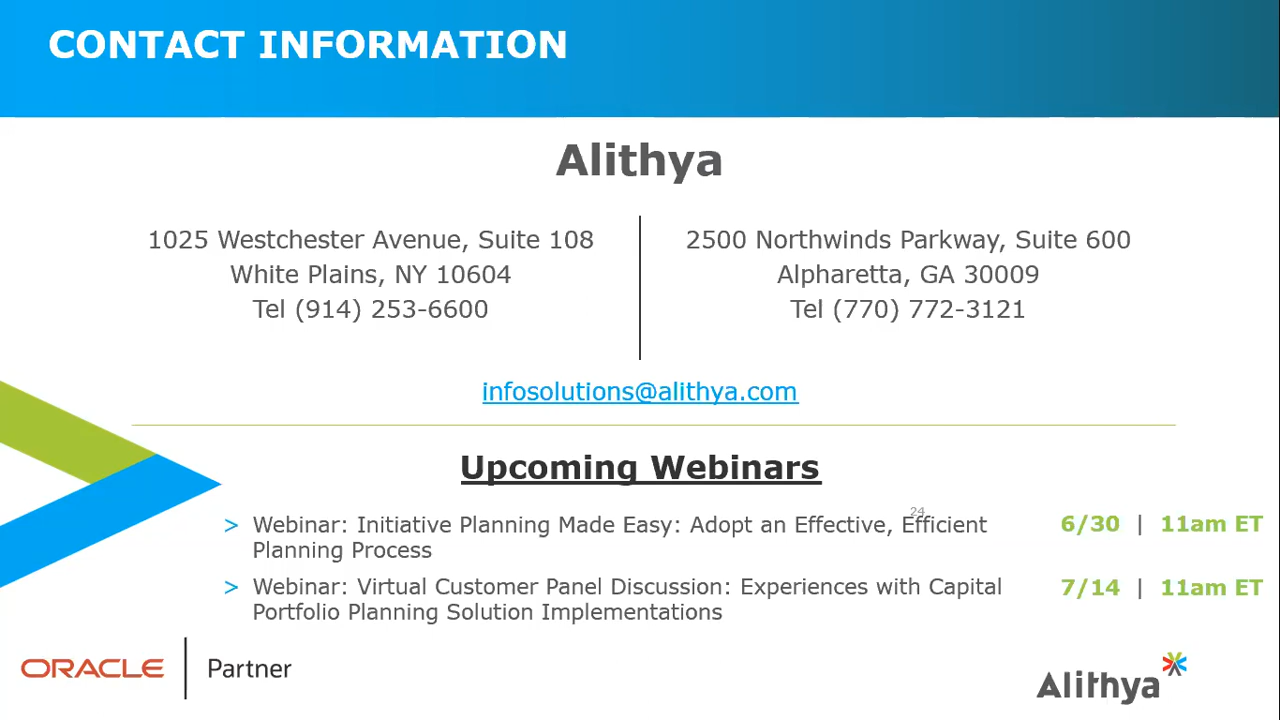 CONTACT INFORMATION
Alithya
1025 Westchester Avenue, Suite 108
White Plains, NY 10604
Tel (914) 253-6600
2500 Northwinds Parkway, Suite 600
Alpharetta, GA 30009
Tel (770) 772-3121
infosolutions@alithya.com
Upcoming Webinars
24
> Webinar: Initiative Planning Made Easy: Adopt an Effective, Efficient
Planning Process
6/30 | 11am ET
> Webinar: Virtual Customer Panel Discussion: Experiences with Capital
Portfolio Planning Solution Implementations
7/14 | 11am ET
ORACLE | Partner
Alithya